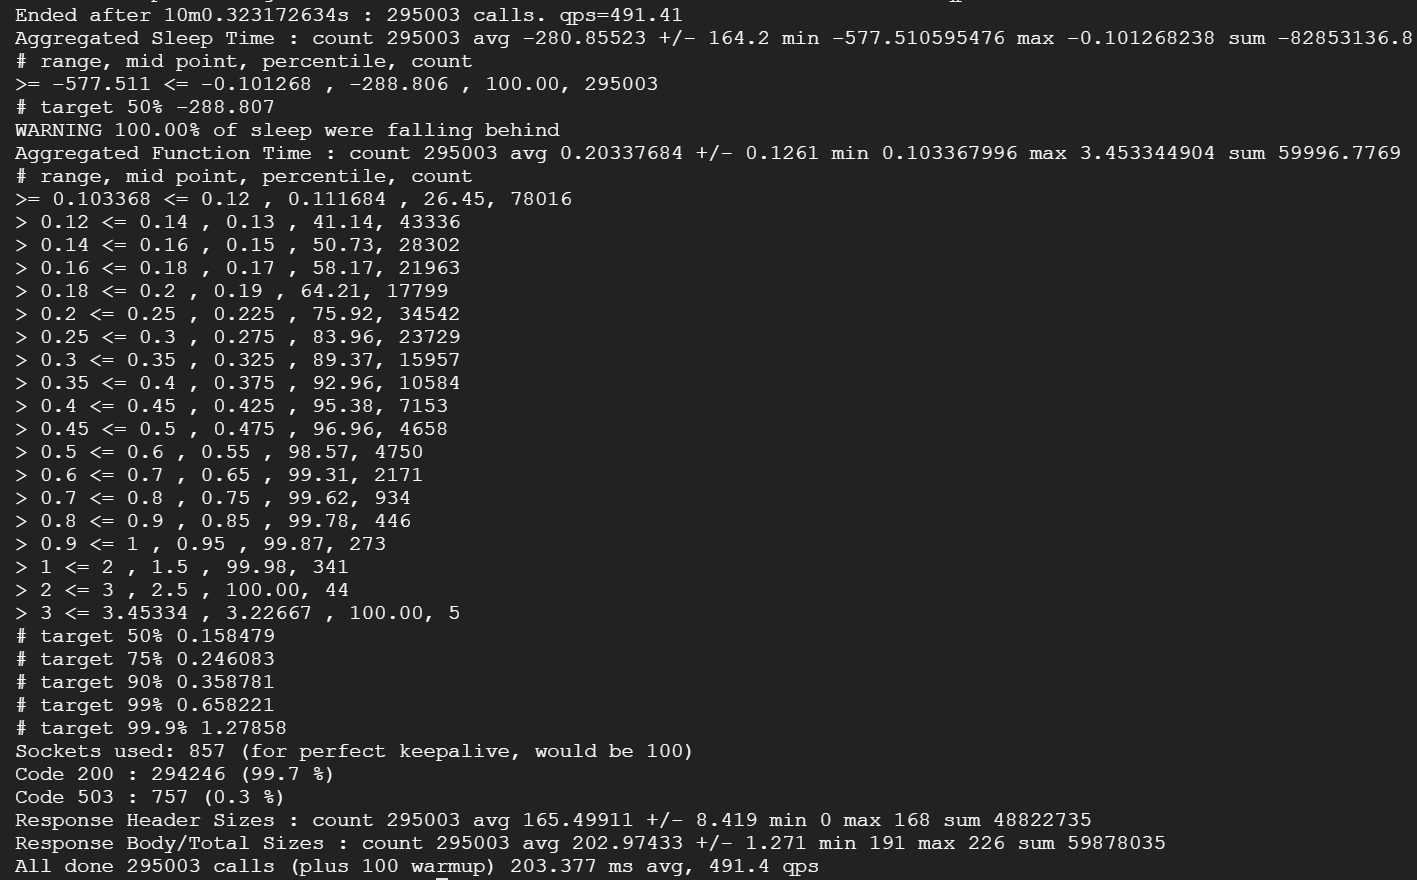 Ended after 10m0.323172634s : 295003 calls. qps=491.41
Aggregated Sleep Time : count 295003 avg -280.85523 +/- 164.2 min -577.510595476 max -0.101268238 sum -82853136.8
# range, mid point, percentile, count
>= -577.511 <= -0.101268 , -288.806 , 100.00, 295003
# target 50% -288.807
WARNING 100.00% of sleep were falling behind
Aggregated Function Time : count 295003 avg 0.20337684 +/- 0.1261 min 0.103367996 max 3.453344904 sum 59996.7769
# range, mid point, percentile, count
>= 0.103368 <= 0.12 , 0.111684 , 26.45, 78016
> 0.12 <= 0.14 , 0.13 , 41.14, 43336
> 0.14 <= 0.16 , 0.15 , 50.73, 28302
> 0.16 <= 0.18 , 0.17 , 58.17, 21963
> 0.18 <= 0.2 , 0.19 , 64.21, 17799
> 0.2 <= 0.25 , 0.225 , 75.92, 34542
> 0.25 <= 0.3 , 0.275 , 83.96, 23729
> 0.3 <= 0.35 , 0.325 , 89.37, 15957
> 0.35 <= 0.4 , 0.375 , 92.96, 10584
> 0.4 <= 0.45 , 0.425 , 95.38, 7153
> 0.45 <= 0.5 , 0.475 , 96.96, 4658
> 0.5 <= 0.6 , 0.55 , 98.57, 4750
> 0.6 <= 0.7 , 0.65 , 99.31, 2171
> 0.7 <= 0.8 , 0.75 , 99.62, 934
> 0.8 <= 0.9 , 0.85 , 99.78, 446
> 0.9 <= 1 , 0.95 , 99.87, 273
> 1 <= 2 , 1.5 , 99.98, 341
> 2 <= 3 , 2.5 , 100.00, 44
> 3 <= 3.45334 , 3.22667 , 100.00, 5
# target 50% 0.158479
# target 75% 0.246083
# target 90% 0.358781
# target 99% 0.658221
# target 99.9% 1.27858
Sockets used: 857 (for perfect keepalive, would be 100)
Code 200 : 294246 (99.7 %)
Code 503 : 757 (0.3 %)
Response Header Sizes : count 295003 avg 165.49911 +/- 8.419 min 0 max 168 sum 48822735
Response Body/Total Sizes : count 295003 avg 202.97433 +/- 1.271 min 191 max 226 sum 59878035
All done 295003 calls (plus 100 warmup) 203.377 ms avg, 491.4 qps